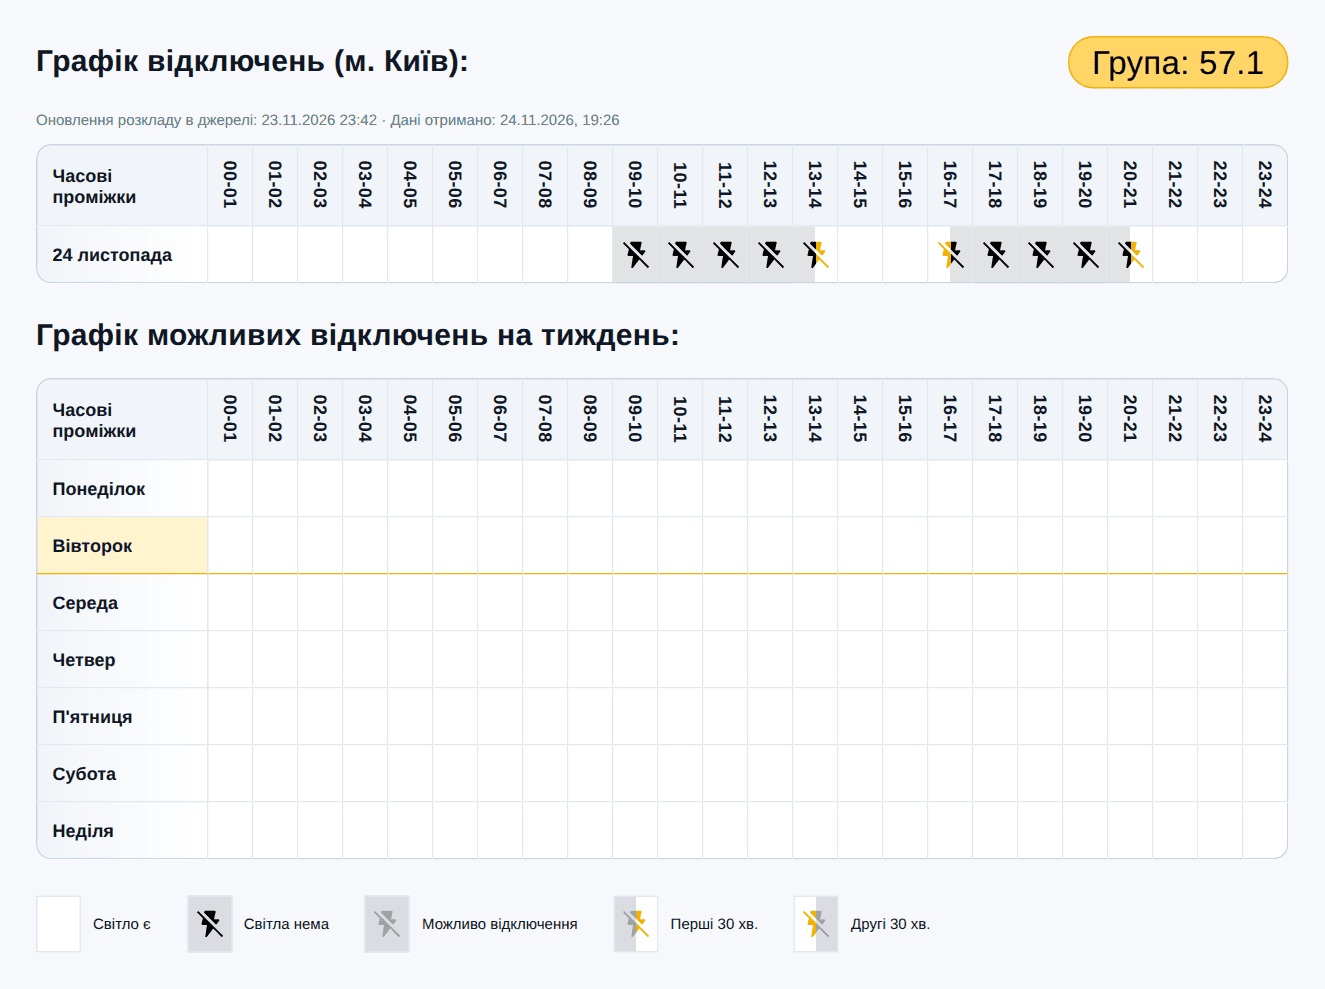 Графік відключень (м. Київ):
Група: 57.1
Оновлення розкладу в джерелі: 23.11.2026 23:42 · Дані отримано: 24.11.2026, 19:26
Часові проміжки 00-01 01-02 02-03 03-04 04-05 05-06 06-07 07-08 08-09 09-10 10-11 11-12 12-13 13-14 14-15 15-16 16-17 17-18 18-19 19-20 20-21 21-22 22-23 23-24
24 листопада
Графік можливих відключень на тиждень:
Часові проміжки 00-01 01-02 02-03 03-04 04-05 05-06 06-07 07-08 08-09 09-10 10-11 11-12 12-13 13-14 14-15 15-16 16-17 17-18 18-19 19-20 20-21 21-22 22-23 23-24
Понеділок
Вівторок
Середа
Четвер
П'ятниця
Субота
Неділя
Світло є Світла нема Можливо відключення Перші 30 хв. Другі 30 хв.